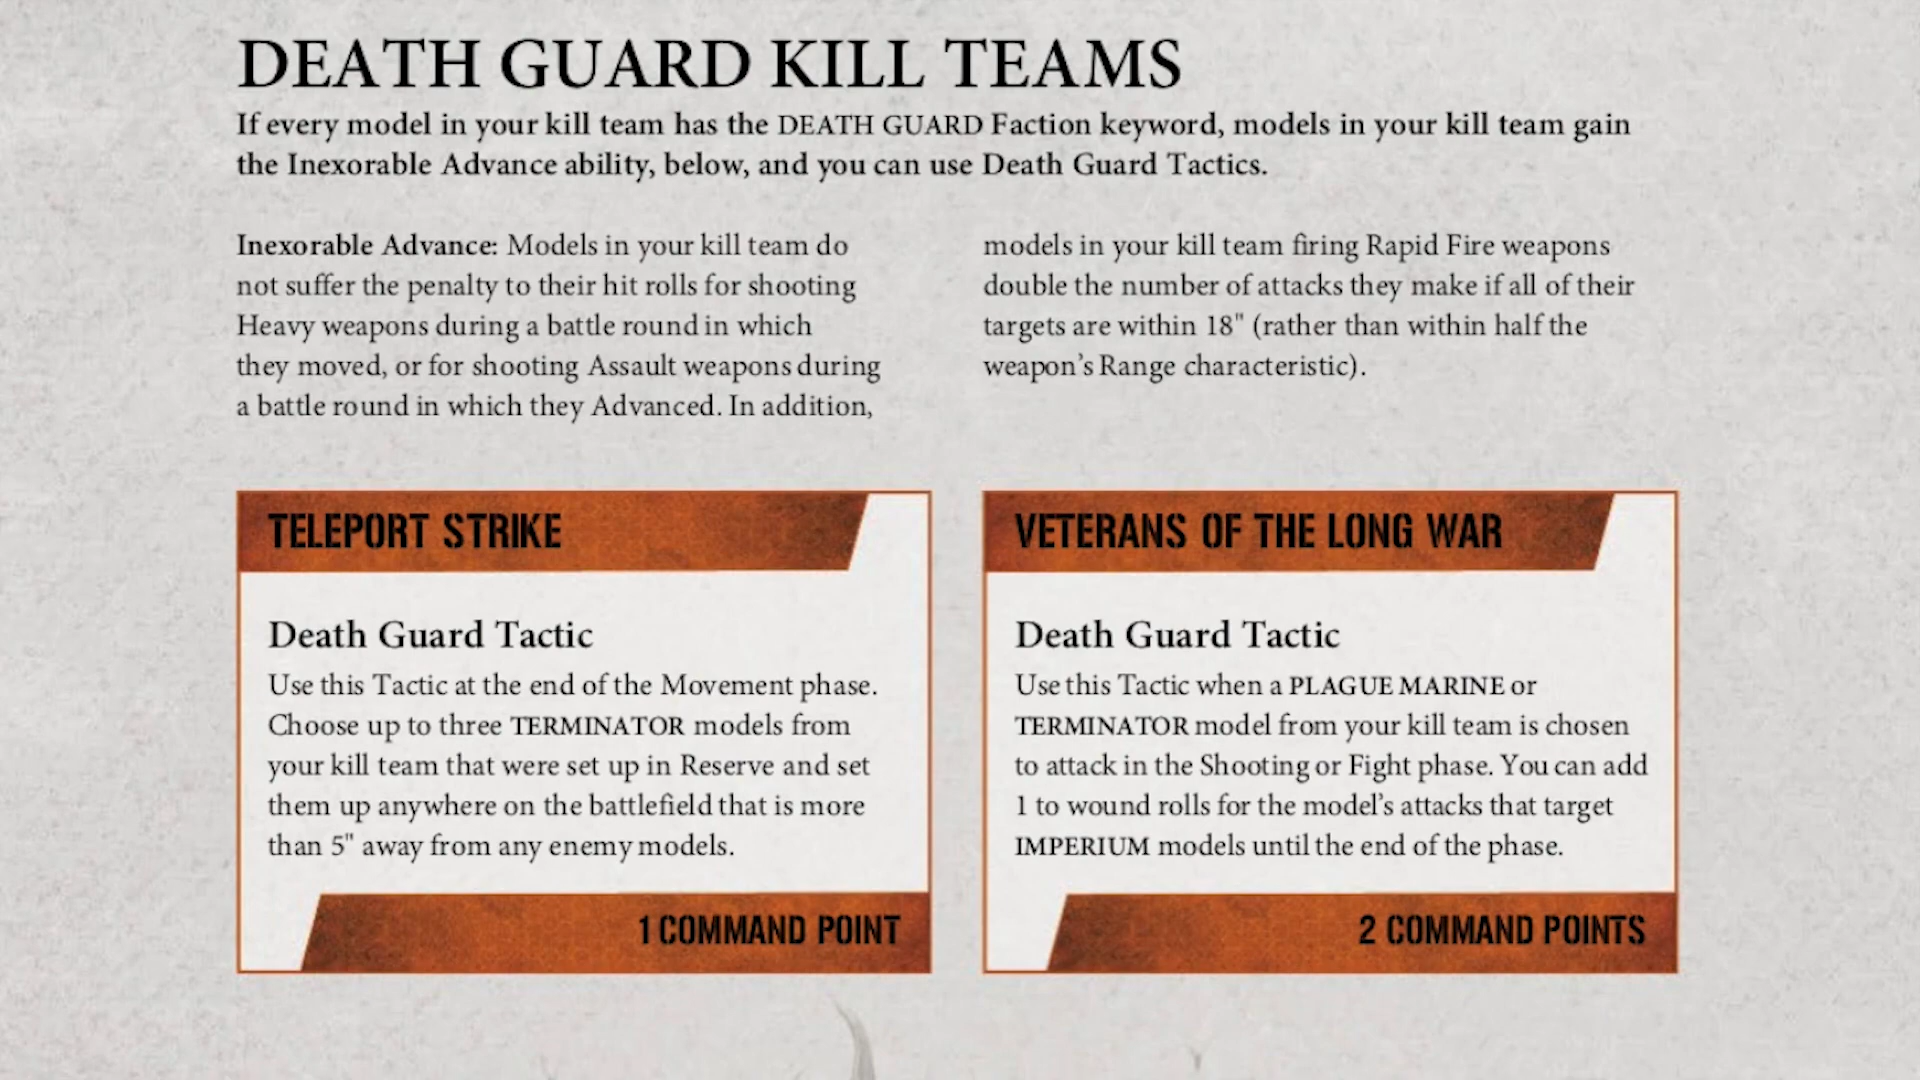 DEATH GUARD KILL TEAMS
If every model in your kill team has the DEATH GUARD Faction keyword, models in your kill team gain
the Inexorable Advance ability, below, and you can use Death Guard Tactics.
Inexorable Advance: Models in your kill team do
not suffer the penalty to their hit rolls for shooting
Heavy weapons during a battle round in which
they moved, or for shooting Assault weapons during
a battle round in which they Advanced. In addition,
models in your kill team firing Rapid Fire weapons
double the number of attacks they make if all of their
targets are within 18" (rather than within half the
weapon's Range characteristic).
TELEPORT STRIKE
Death Guard Tactic
Use this Tactic at the end of the Movement phase.
Choose up to three TERMINATOR models from
your kill team that were set up in Reserve and set
them up anywhere on the battlefield that is more
than 5" away from any enemy models.
1 COMMAND POINT
VETERANS OF THE LONG WAR
Death Guard Tactic
Use this Tactic when a PLAGUE MARINE or
TERMINATOR model from your kill team is chosen
to attack in the Shooting or Fight phase. You can add
1 to wound rolls for the model's attacks that target
IMPERIUM models until the end of the phase.
2 COMMAND POINTS